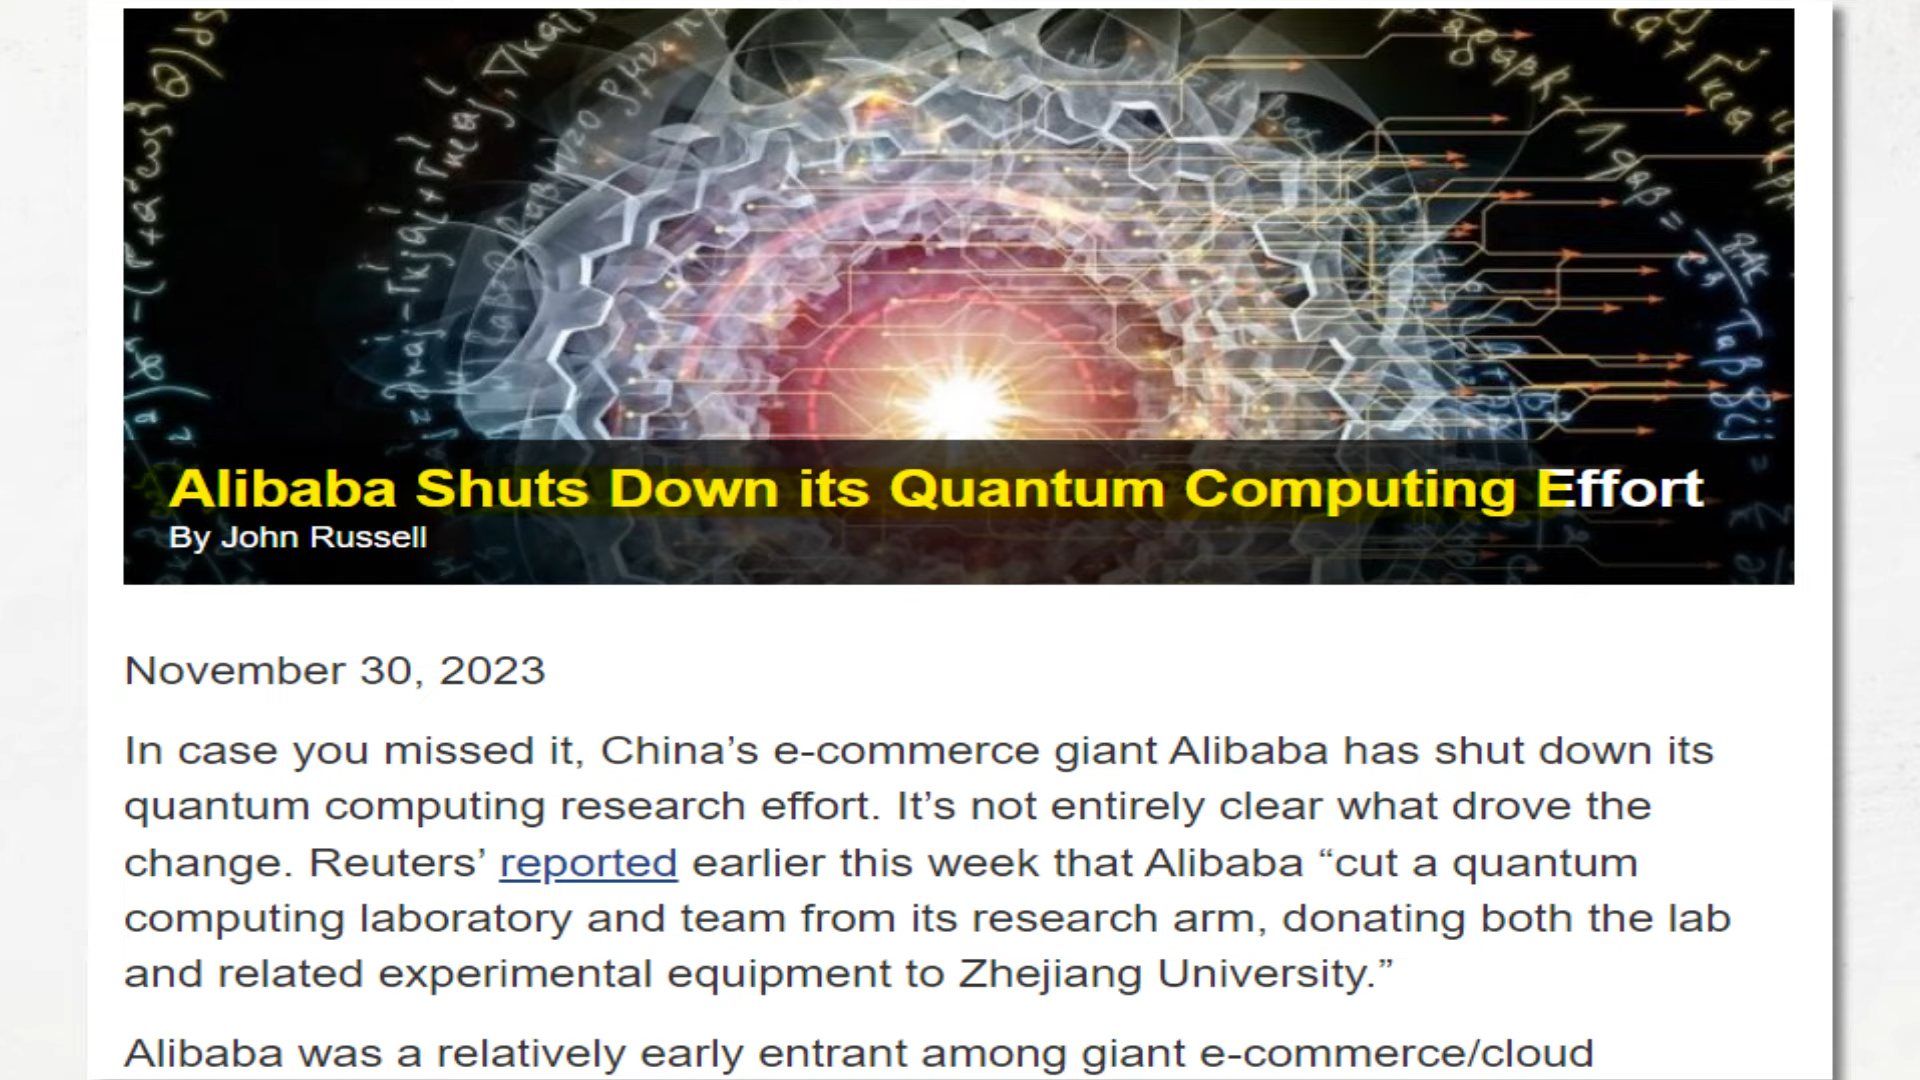 Alibaba Shuts Down its Quantum Computing Effort
By John Russell
November 30, 2023
In case you missed it, China’s e-commerce giant Alibaba has shut down its
quantum computing research effort. It’s not entirely clear what drove the
change. Reuters’ reported earlier this week that Alibaba “cut a quantum
computing laboratory and team from its research arm, donating both the lab
and related experimental equipment to Zhejiang University.”
Alibaba was a relatively early entrant among giant e-commerce/cloud